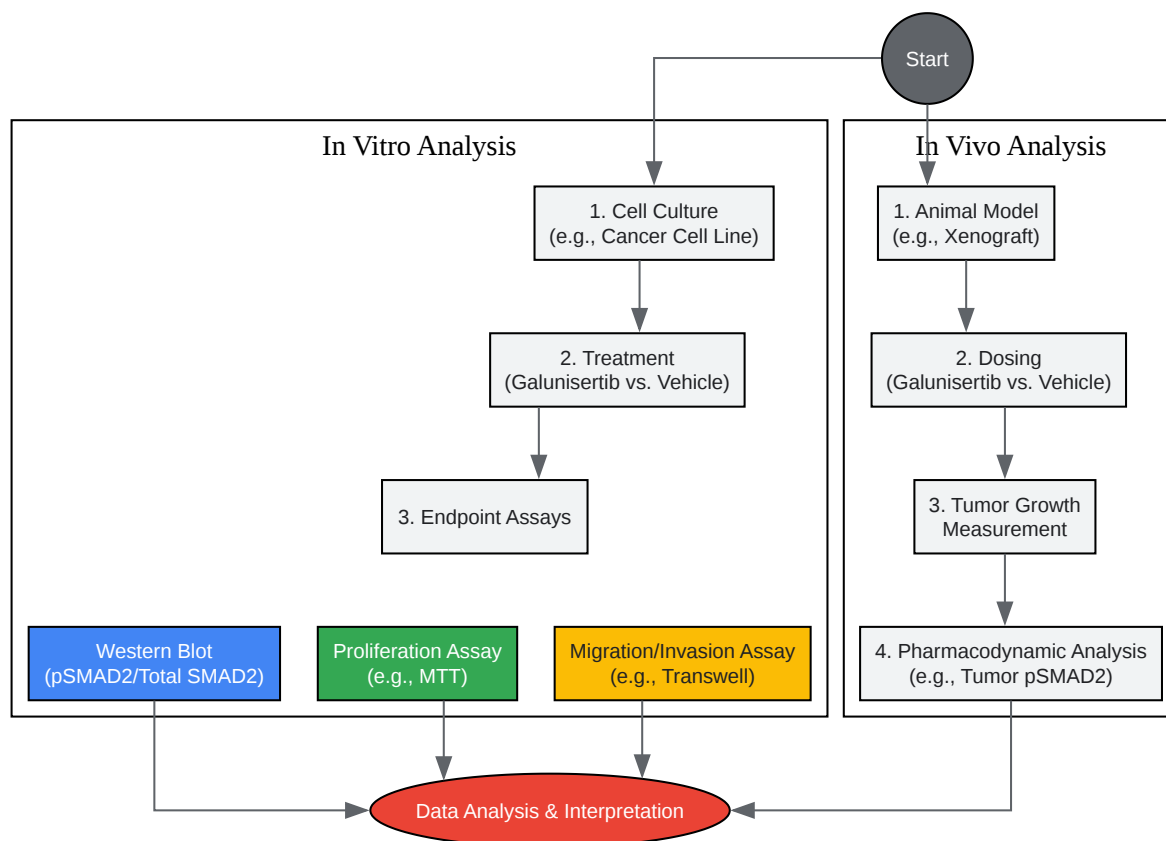 Start
In Vitro Analysis
1. Cell Culture
(e.g., Cancer Cell Line)
2. Treatment
(Galunisertib vs. Vehicle)
3. Endpoint Assays
Western Blot
(pSMAD2/Total SMAD2)
Proliferation Assay
(e.g., MTT)
Migration/Invasion Assay
(e.g., Transwell)
In Vivo Analysis
1. Animal Model
(e.g., Xenograft)
2. Dosing
(Galunisertib vs. Vehicle)
3. Tumor Growth
Measurement
4. Pharmacodynamic Analysis
(e.g., Tumor pSMAD2)
Data Analysis & Interpretation